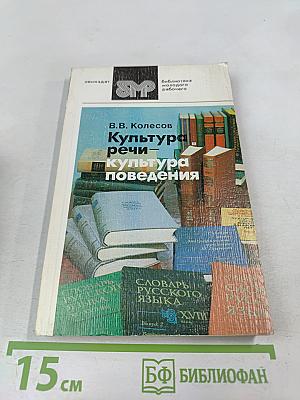 лениздат
БМР
библиотека
молодого
рабочего
В.В. Колесов
Культура
речи–
культура
поведения
СЛОВАРЬ
РУССКОГО
ЯЗЫКА
XVIII
15 см
БФ БИБЛИОФАН